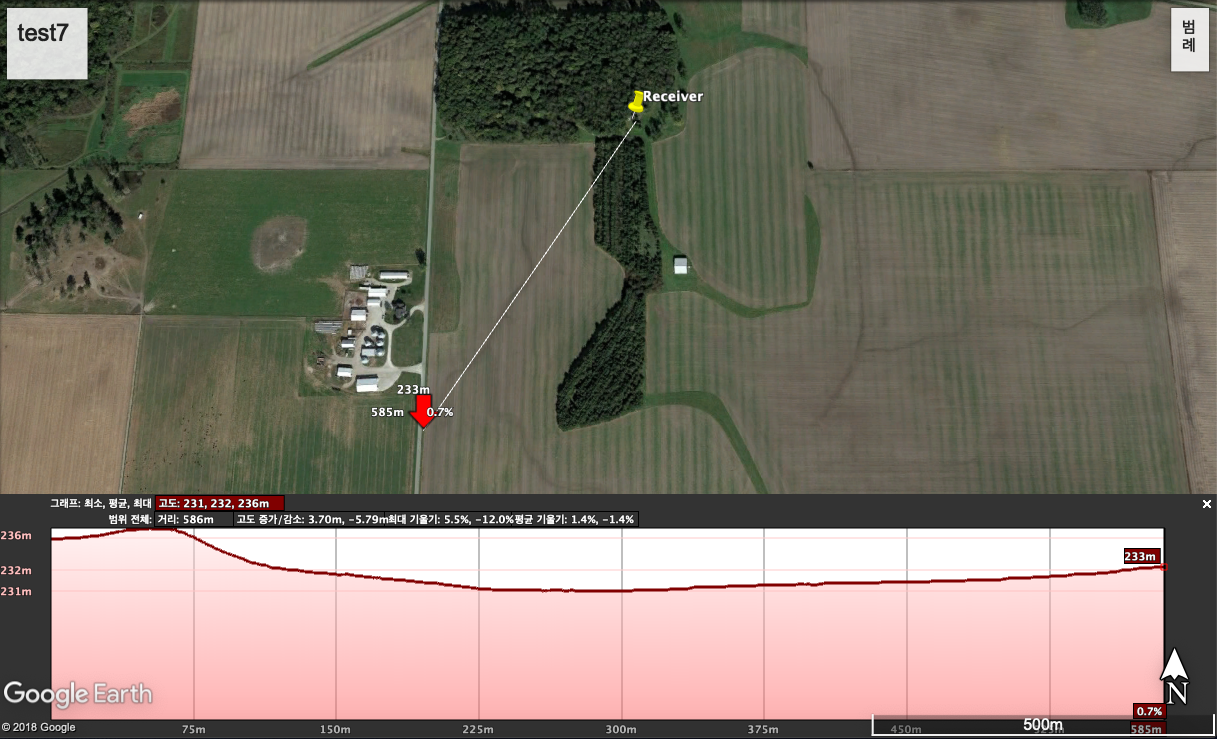 test7
범
례
Receiver
233m
585m 0.7%
그래프: 최소, 평균, 최대 고도: 231, 232, 236m
범위 전체: 거리: 586m 고도 증가/감소: 3.70m, -5.79m 최대 기울기: 5.5%, -12.0% 평균 기울기: 1.4%, -1.4%
236m
233m
232m
231m
Google Earth
N
0.7%
© 2018 Google
75m 150m 225m 300m 375m 450m 585m
500m